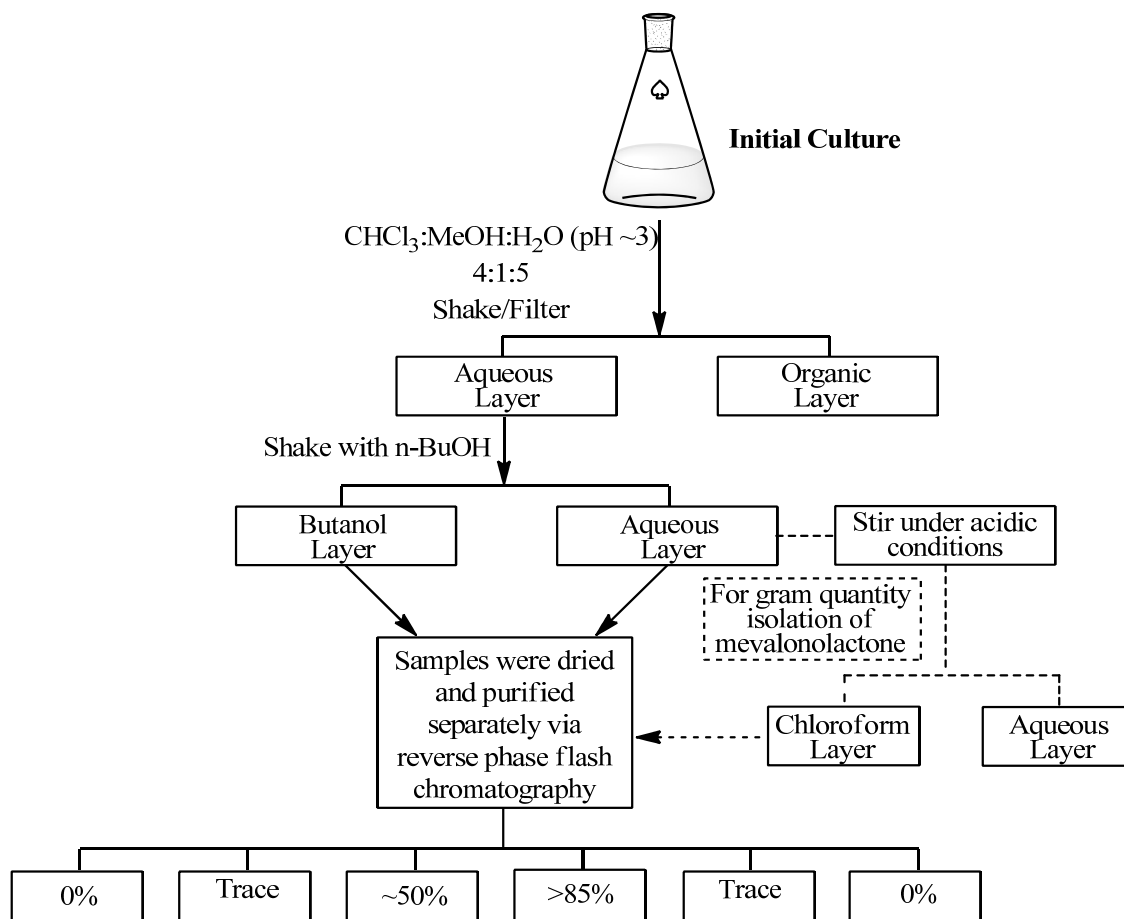 Initial Culture
CHCl₃:MeOH:H₂O (pH ~3)
4:1:5
Shake/Filter
Aqueous
Layer
Organic
Layer
Shake with n-BuOH
Butanol
Layer
Aqueous
Layer
Stir under acidic
conditions
For gram quantity
isolation of
mevalonolactone
Samples were dried
and purified
separately via
reverse phase flash
chromatography
Chloroform
Layer
Aqueous
Layer
0%
Trace
~50%
>85%
Trace
0%